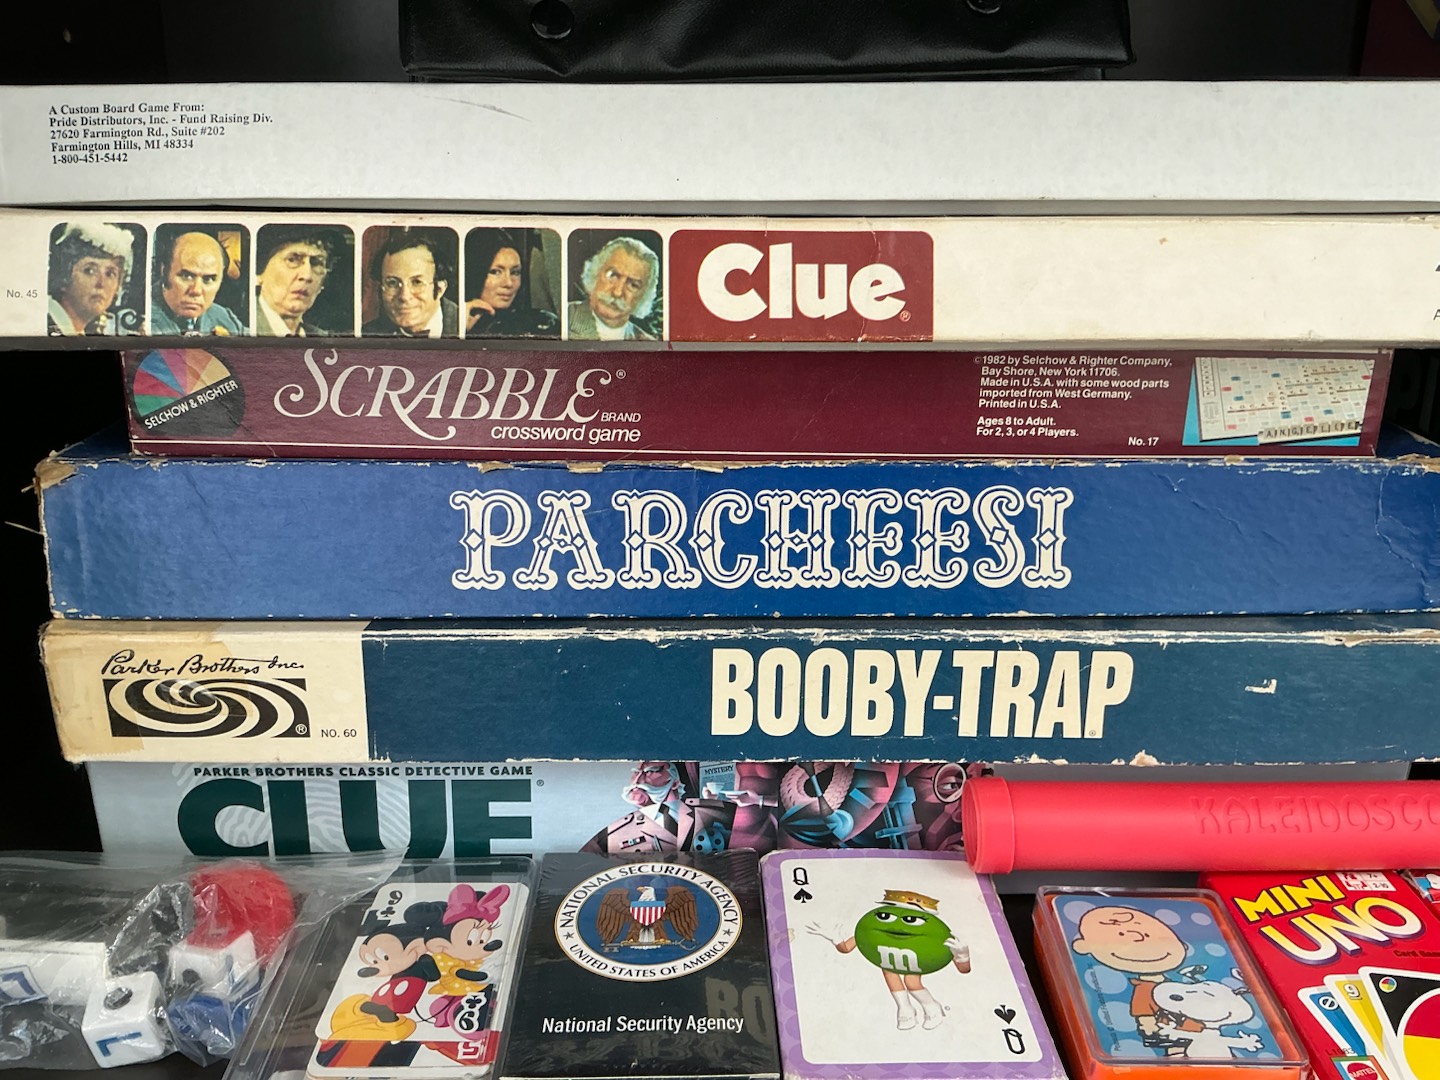 A Custom Board Game From:
Pride Distributors, Inc. - Fund Raising Div.
27620 Farmington Rd., Suite #202
Farmington Hills, MI 48334
1-800-451-5442
No. 45
Clue®
SELCHOW & RIGHTER
SCRABBLE®
BRAND
crossword game
©1982 by Selchow & Righter Company,
Bay Shore, New York 11706.
Made in U.S.A. with some wood parts
imported from West Germany.
Printed in U.S.A.
Ages 8 to Adult.
For 2, 3, or 4 Players.
No. 17
PARCHEESI
Parker Brothers Inc.
®
NO. 60
BOOBY-TRAP
PARKER BROTHERS CLASSIC DETECTIVE GAME
CLUE®
MYSTERY
KALEIDOSCO
NATIONAL SECURITY AGENCY
UNITED STATES OF AMERICA
National Security Agency
Q
m
Q
MINI
UNO
Card Game
9
MATTEL